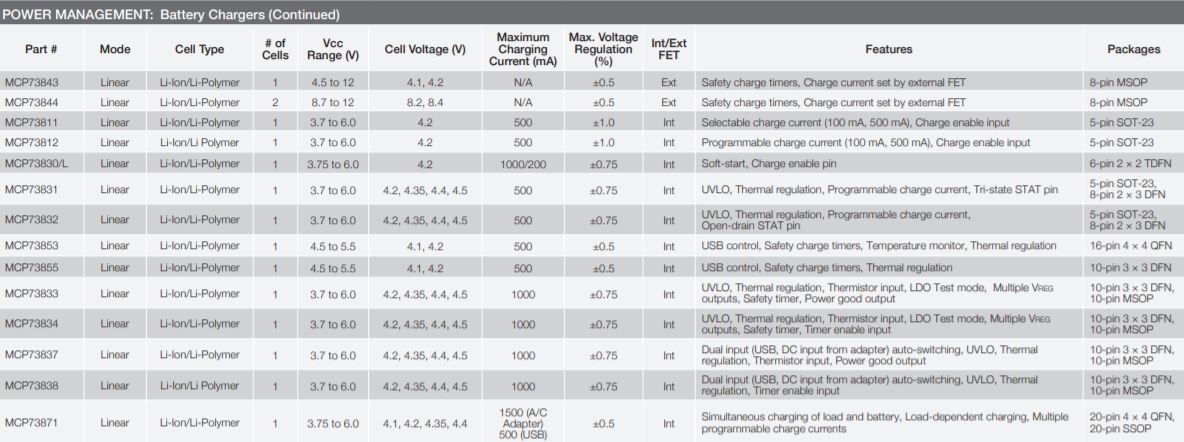 POWER MANAGEMENT: Battery Chargers (Continued)
Part # Mode Cell Type # of Cells Vcc Range (V) Cell Voltage (V) Maximum Charging Current (mA) Max. Voltage Regulation (%) Int/Ext FET Features Packages
MCP73843 Linear Li-Ion/Li-Polymer 1 4.5 to 12 4.1, 4.2 N/A ±0.5 Ext Safety charge timers, Charge current set by external FET 8-pin MSOP
MCP73844 Linear Li-Ion/Li-Polymer 2 8.7 to 12 8.2, 8.4 N/A ±0.5 Ext Safety charge timers, Charge current set by external FET 8-pin MSOP
MCP73811 Linear Li-Ion/Li-Polymer 1 3.7 to 6.0 4.2 500 ±1.0 Int Selectable charge current (100 mA, 500 mA), Charge enable input 5-pin SOT-23
MCP73812 Linear Li-Ion/Li-Polymer 1 3.7 to 6.0 4.2 500 ±1.0 Int Programmable charge current (100 mA, 500 mA), Charge enable input 5-pin SOT-23
MCP73830/L Linear Li-Ion/Li-Polymer 1 3.75 to 6.0 4.2 1000/200 ±0.75 Int Soft-start, Charge enable pin 6-pin 2 × 2 TDFN
MCP73831 Linear Li-Ion/Li-Polymer 1 3.7 to 6.0 4.2, 4.35, 4.4, 4.5 500 ±0.75 Int UVLO, Thermal regulation, Programmable charge current, Tri-state STAT pin 5-pin SOT-23, 8-pin 2 × 3 DFN
MCP73832 Linear Li-Ion/Li-Polymer 1 3.7 to 6.0 4.2, 4.35, 4.4, 4.5 500 ±0.75 Int UVLO, Thermal regulation, Programmable charge current, Open-drain STAT pin 5-pin SOT-23, 8-pin 2 × 3 DFN
MCP73853 Linear Li-Ion/Li-Polymer 1 4.5 to 5.5 4.1, 4.2 500 ±0.5 Int USB control, Safety charge timers, Temperature monitor, Thermal regulation 16-pin 4 × 4 QFN
MCP73855 Linear Li-Ion/Li-Polymer 1 4.5 to 5.5 4.1, 4.2 500 ±0.5 Int USB control, Safety charge timers, Thermal regulation 10-pin 3 × 3 DFN
MCP73833 Linear Li-Ion/Li-Polymer 1 3.7 to 6.0 4.2, 4.35, 4.4, 4.5 1000 ±0.75 Int UVLO, Thermal regulation, Thermistor input, LDO Test mode, Multiple VREG outputs, Safety timer, Power good output 10-pin 3 × 3 DFN, 10-pin MSOP
MCP73834 Linear Li-Ion/Li-Polymer 1 3.7 to 6.0 4.2, 4.35, 4.4, 4.5 1000 ±0.75 Int UVLO, Thermal regulation, Thermistor input, LDO Test mode, Multiple VREG outputs, Safety timer, Timer enable input 10-pin 3 × 3 DFN, 10-pin MSOP
MCP73837 Linear Li-Ion/Li-Polymer 1 3.7 to 6.0 4.2, 4.35, 4.4, 4.5 1000 ±0.75 Int Dual input (USB, DC input from adapter) auto-switching, UVLO, Thermal regulation, Thermistor input, Power good output 10-pin 3 × 3 DFN, 10-pin MSOP
MCP73838 Linear Li-Ion/Li-Polymer 1 3.7 to 6.0 4.2, 4.35, 4.4, 4.5 1000 ±0.75 Int Dual input (USB, DC input from adapter) auto-switching, UVLO, Thermal regulation, Timer enable input 10-pin 3 × 3 DFN, 10-pin MSOP
MCP73871 Linear Li-Ion/Li-Polymer 1 3.75 to 6.0 4.1, 4.2, 4.35, 4.4 1500 (A/C Adapter) 500 (USB) ±0.5 Int Simultaneous charging of load and battery, Load-dependent charging, Multiple programmable charge currents 20-pin 4 × 4 QFN, 20-pin SSOP